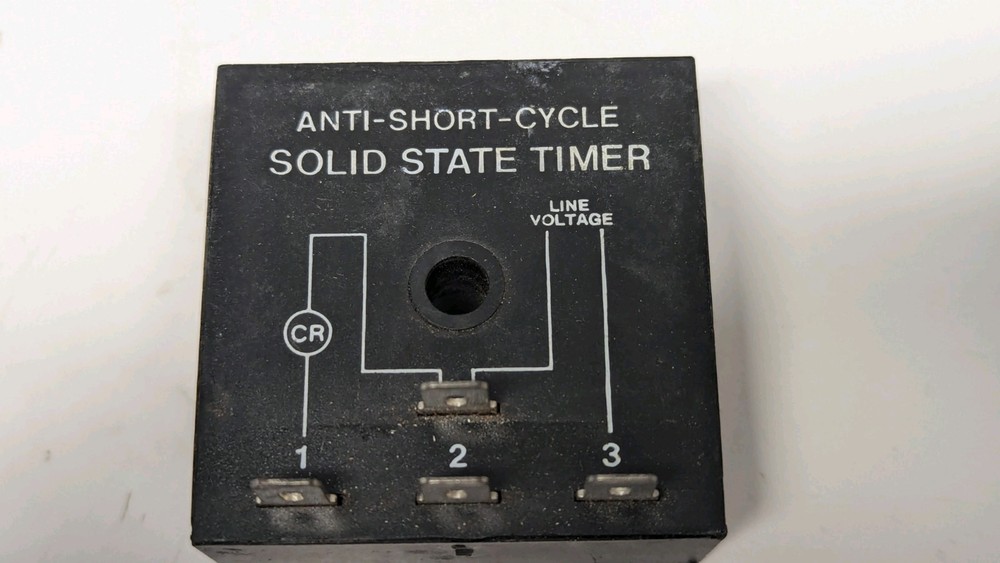 ANTI-SHORT-CYCLE
SOLID STATE TIMER
LINE
VOLTAGE
CR
1 2 3